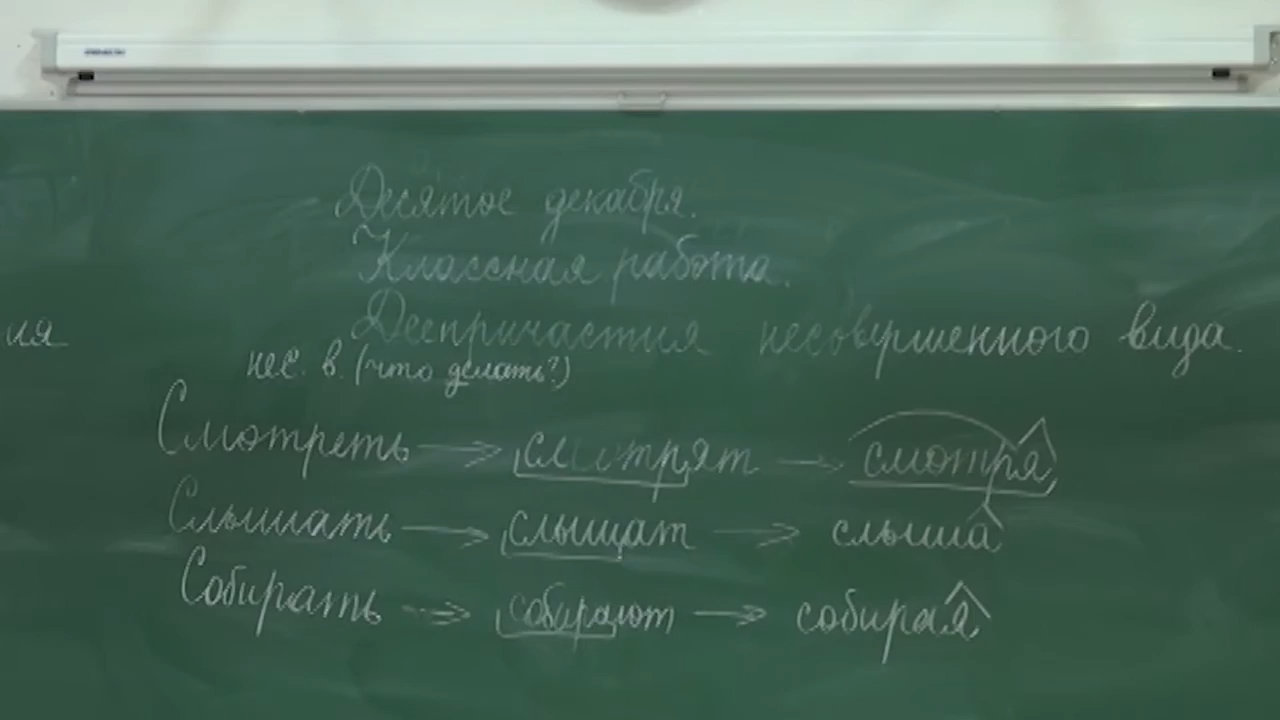 Десятое декабря.
Классная работа.
ия
Деепричастия несовершенного вида.
нес. в. (что делать?)
Смотреть → смотрят → смотря
Слышать → слышат → слыша
Собирать → собирают → собирая